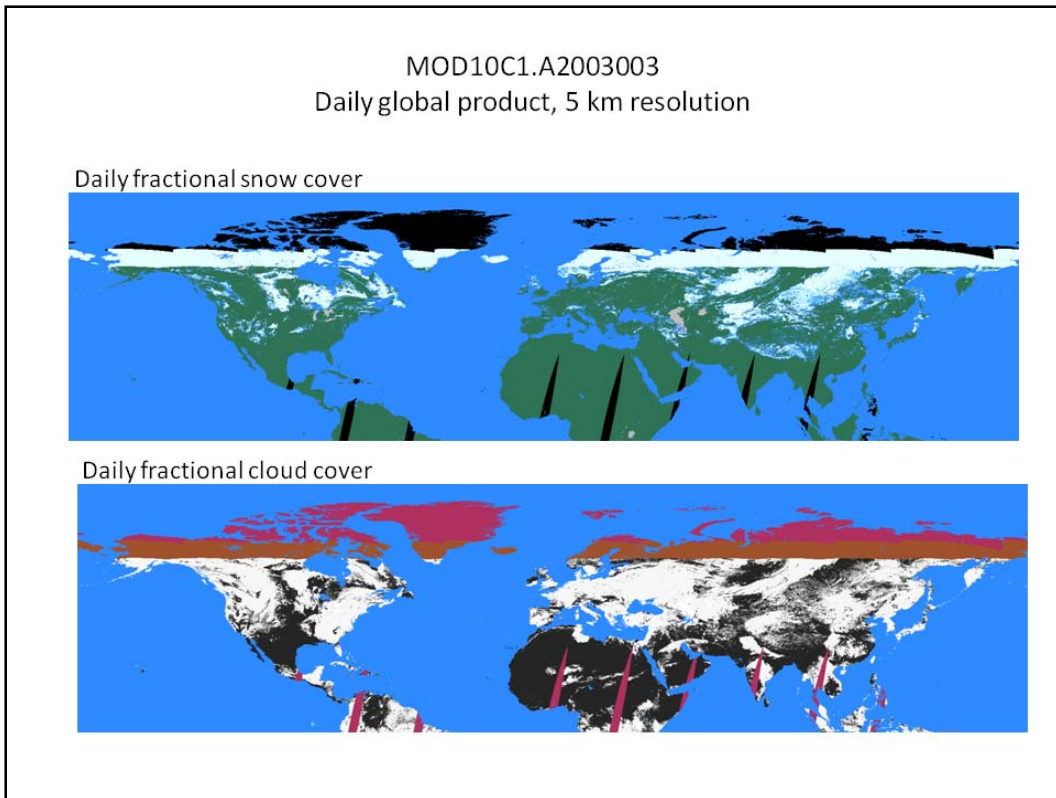 MOD10C1.A2003003
Daily global product, 5 km resolution
Daily fractional snow cover
Daily fractional cloud cover